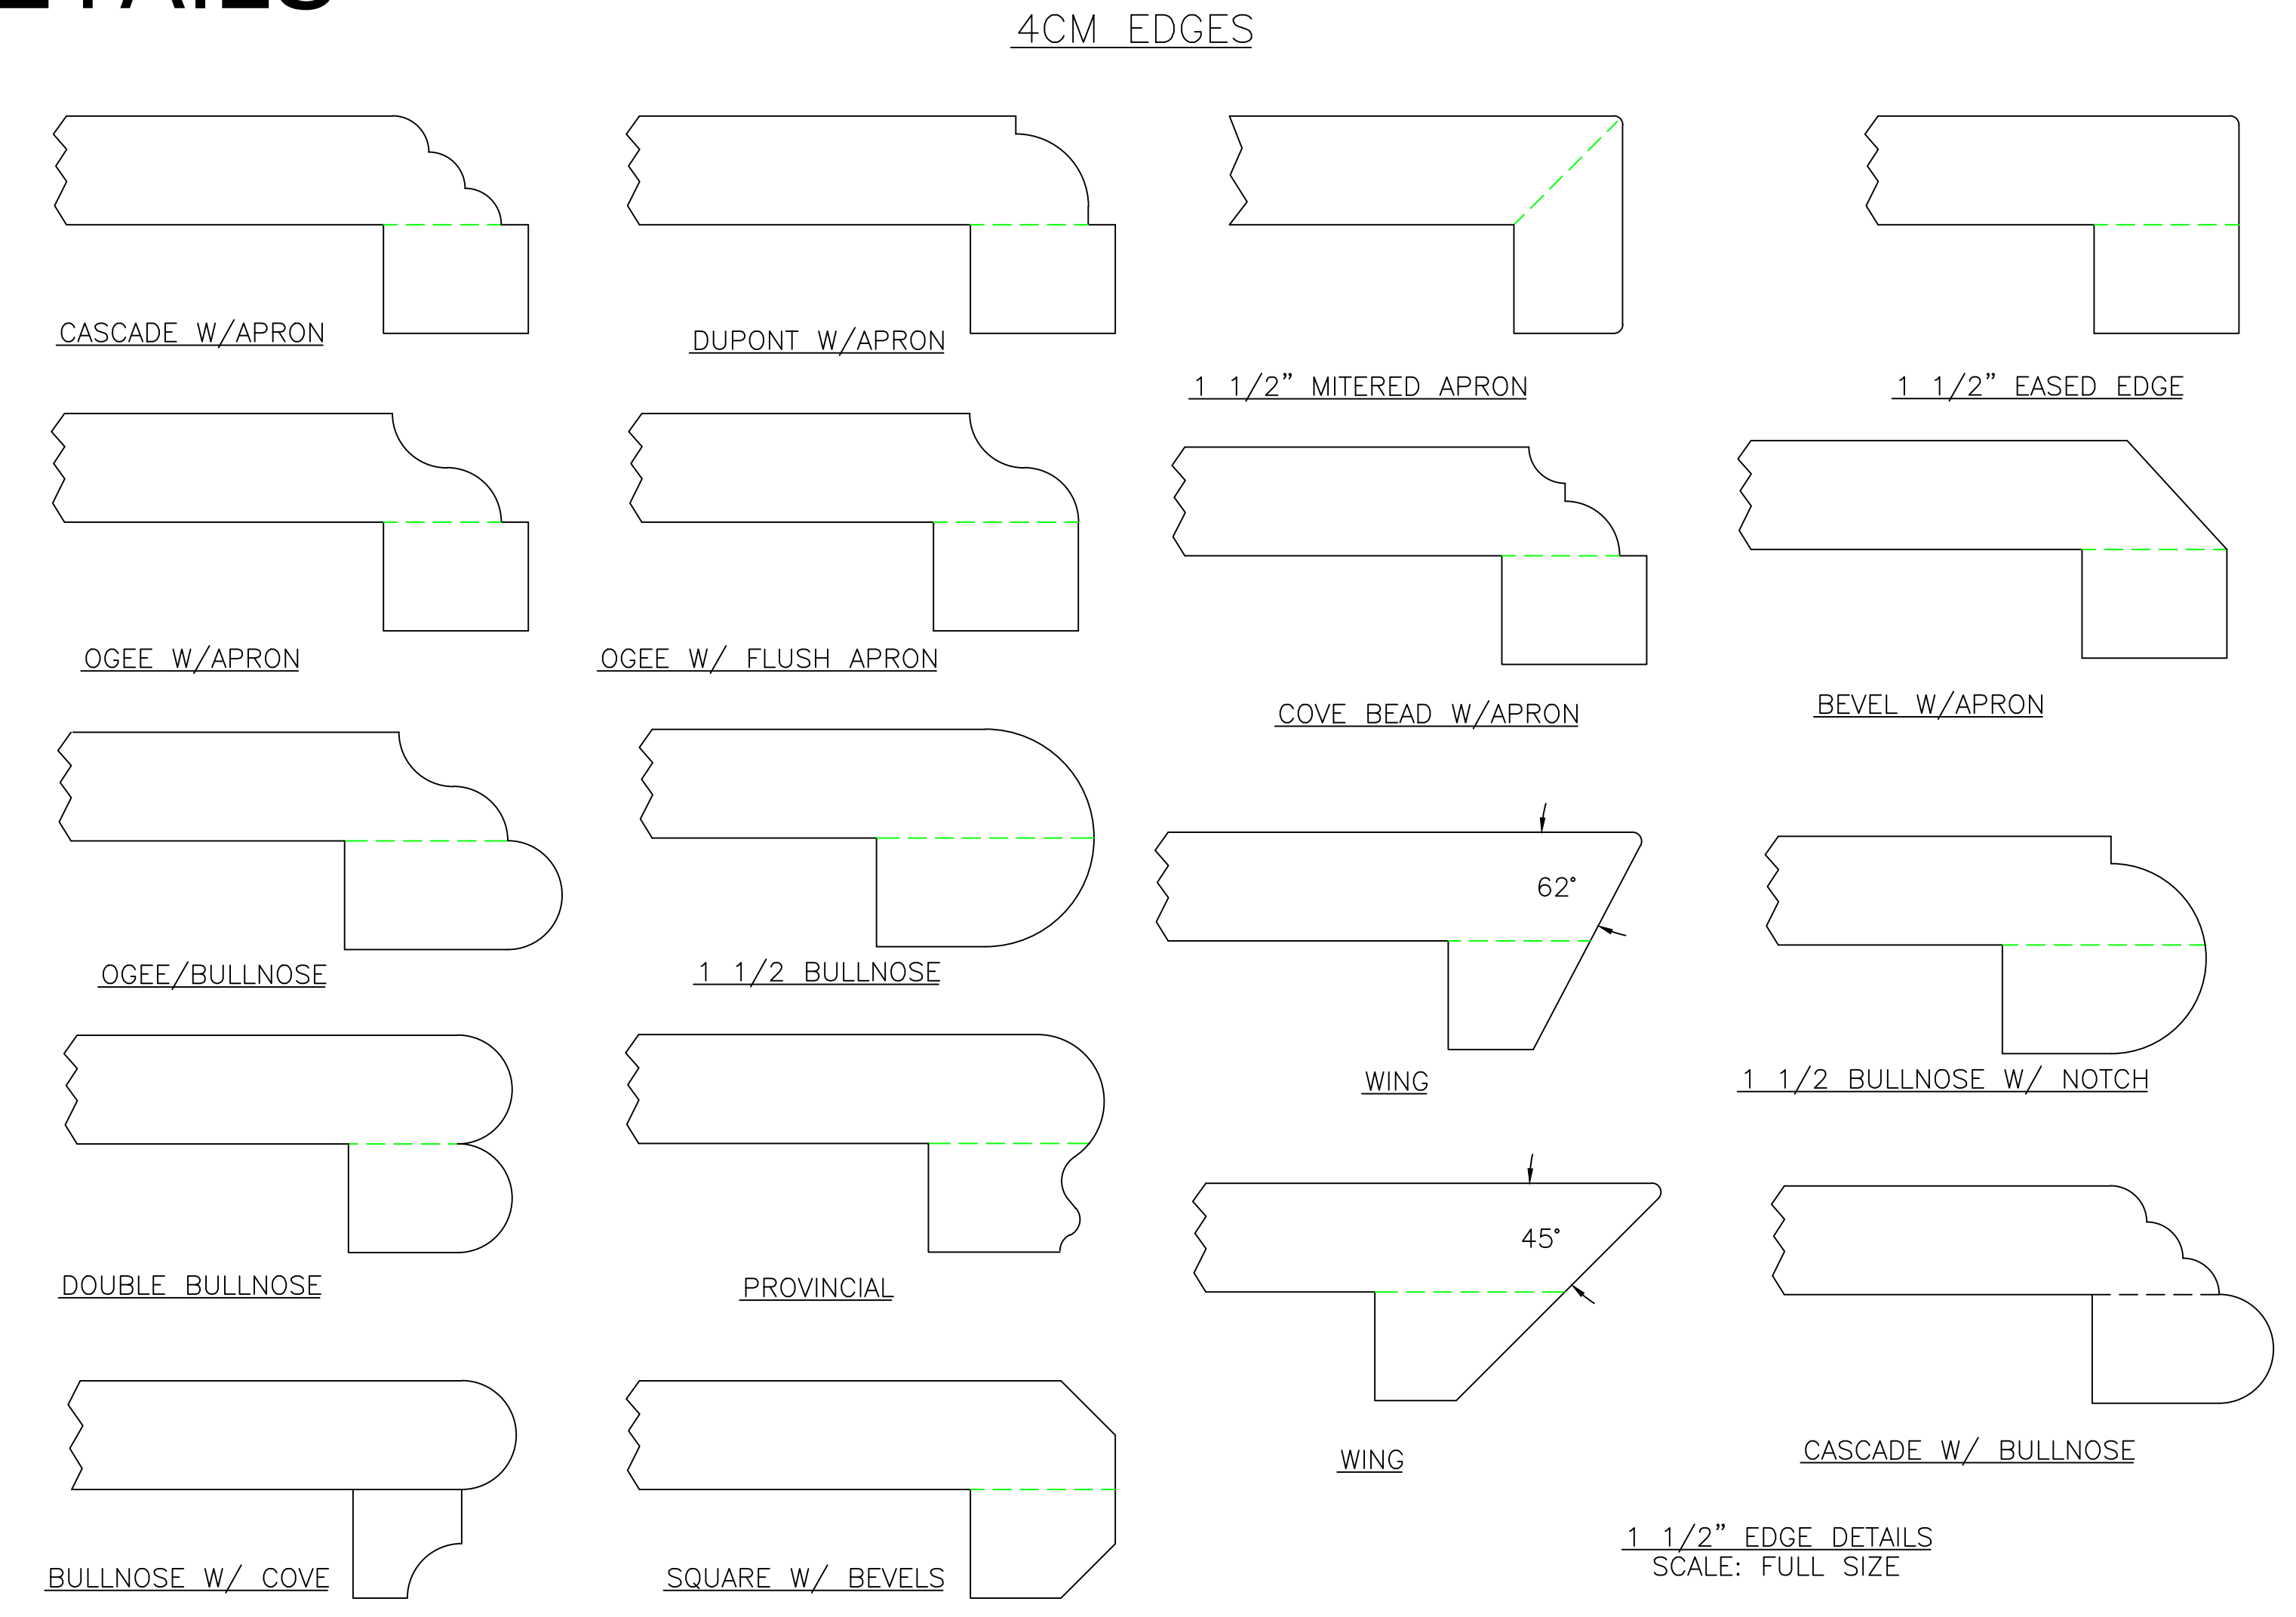 4CM EDGES
CASCADE W/APRON
DUPONT W/APRON
1 1/2” MITERED APRON
1 1/2” EASED EDGE
OGEE W/APRON
OGEE W/ FLUSH APRON
COVE BEAD W/APRON
BEVEL W/APRON
OGEE/BULLNOSE
1 1/2 BULLNOSE
62°
WING
1 1/2 BULLNOSE W/ NOTCH
DOUBLE BULLNOSE
PROVINCIAL
45°
WING
CASCADE W/ BULLNOSE
BULLNOSE W/ COVE
SQUARE W/ BEVELS
1 1/2” EDGE DETAILS
SCALE: FULL SIZE